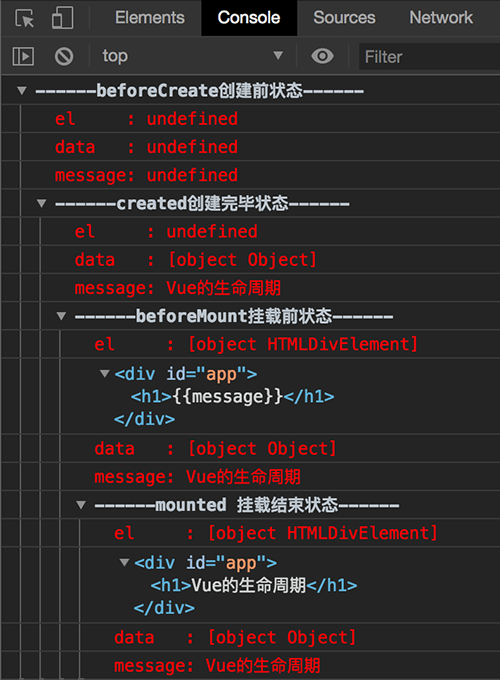 Elements Console Sources Network
top Filter
------beforeCreate创建前状态------
el : undefined
data : undefined
message: undefined
------created创建完毕状态------
el : undefined
data : [object Object]
message: Vue的生命周期
------beforeMount挂载前状态------
el : [object HTMLDivElement]
<div id="app">
<h1>{{message}}</h1>
</div>
data : [object Object]
message: Vue的生命周期
------mounted 挂载结束状态------
el : [object HTMLDivElement]
<div id="app">
<h1>Vue的生命周期</h1>
</div>
data : [object Object]
message: Vue的生命周期